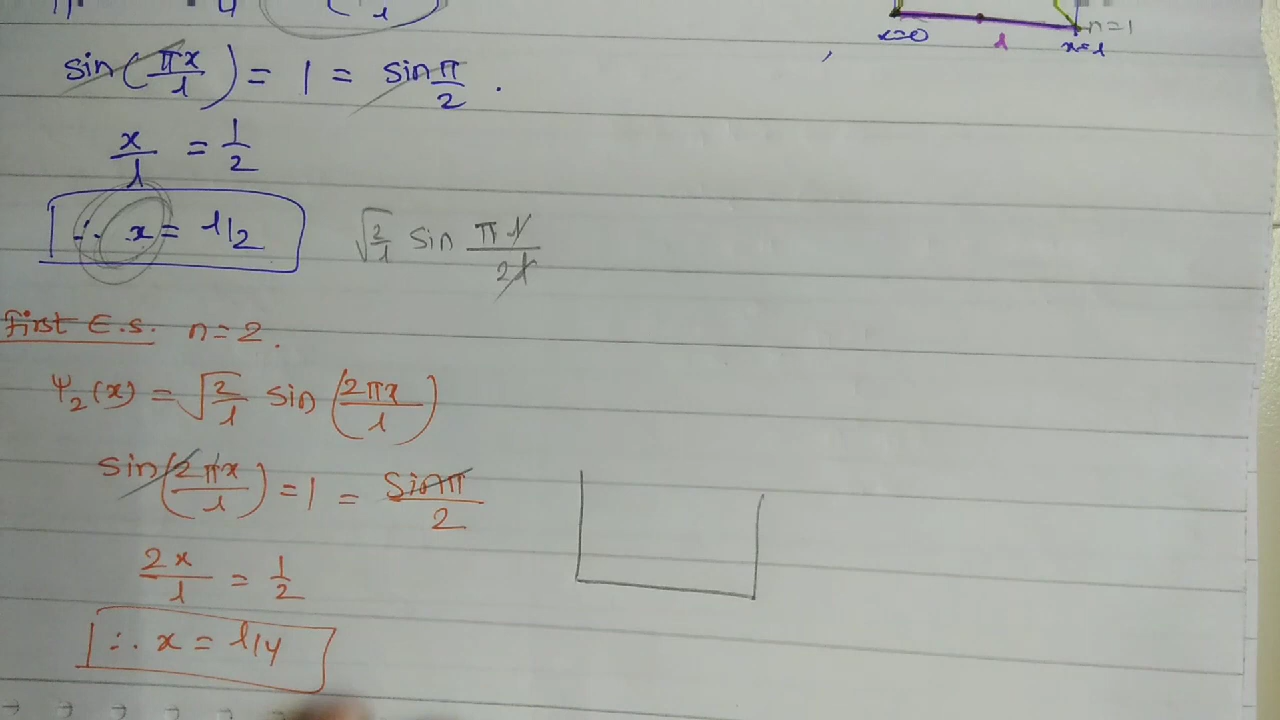 x=0 l x=l n=1
sin(πx/l) = 1 = sin π/2 .
x/l = 1/2
∴ x = l/2 √2/l sin πl/2l
First E.s. n=2.
Ψ₂(x) = √2/l sin (2πx/l)
sin(2πx/l) = 1 = sinπ/2
2x/l = 1/2
∴ x = l/4